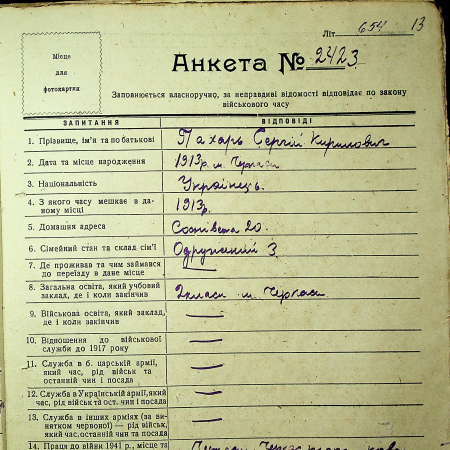 Літ 654 13
Місце
для
фотокартки
Анкета № 2423
Заповнюється власноручно, за неправдиві відомості відповідає по закону
військового часу
ЗАПИТАННЯ ВІДПОВІДІ
1. Прізвище, ім'я та по батькові Пахарь Сергій Кирилович
2. Дата та місце народження 1913 р. м. Черкаси
3. Національність Українець.
4. З якого часу мешкає в да-
ному місці 1913 р.
5. Домашня адреса 20.
6. Сімейний стан та склад сім'ї Одружений 3
7. Де проживав та чим займався
до переїзду в дане місце —
8. Загальна освіта, який учбовий
заклад, де і коли закінчив 2 класи м. Черкаси
9. Військова освіта, який заклад,
де і коли закінчив —
10. Відношення до військової
служби до 1917 року —
11. Служба в б. царській армії,
який час, рід військ та
останній чин і посада —
12. Служба в Українській армії, який
час, рід військ та ост. чин і посада —
13. Служба в інших арміях (за ви-
нятком червоної) — рід військ,
який час, останній чин та посада —
14. Праця до війни 1941 р., місце та